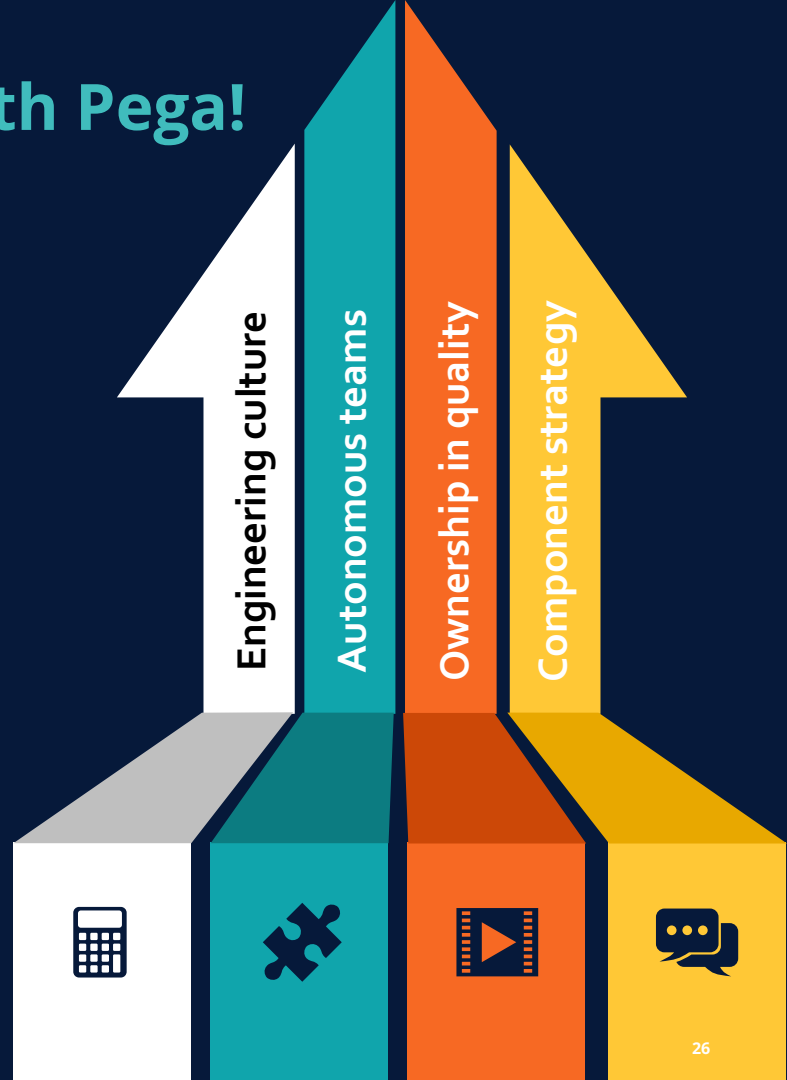 th Pega!
Engineering culture
Autonomous teams
Ownership in quality
Component strategy
26